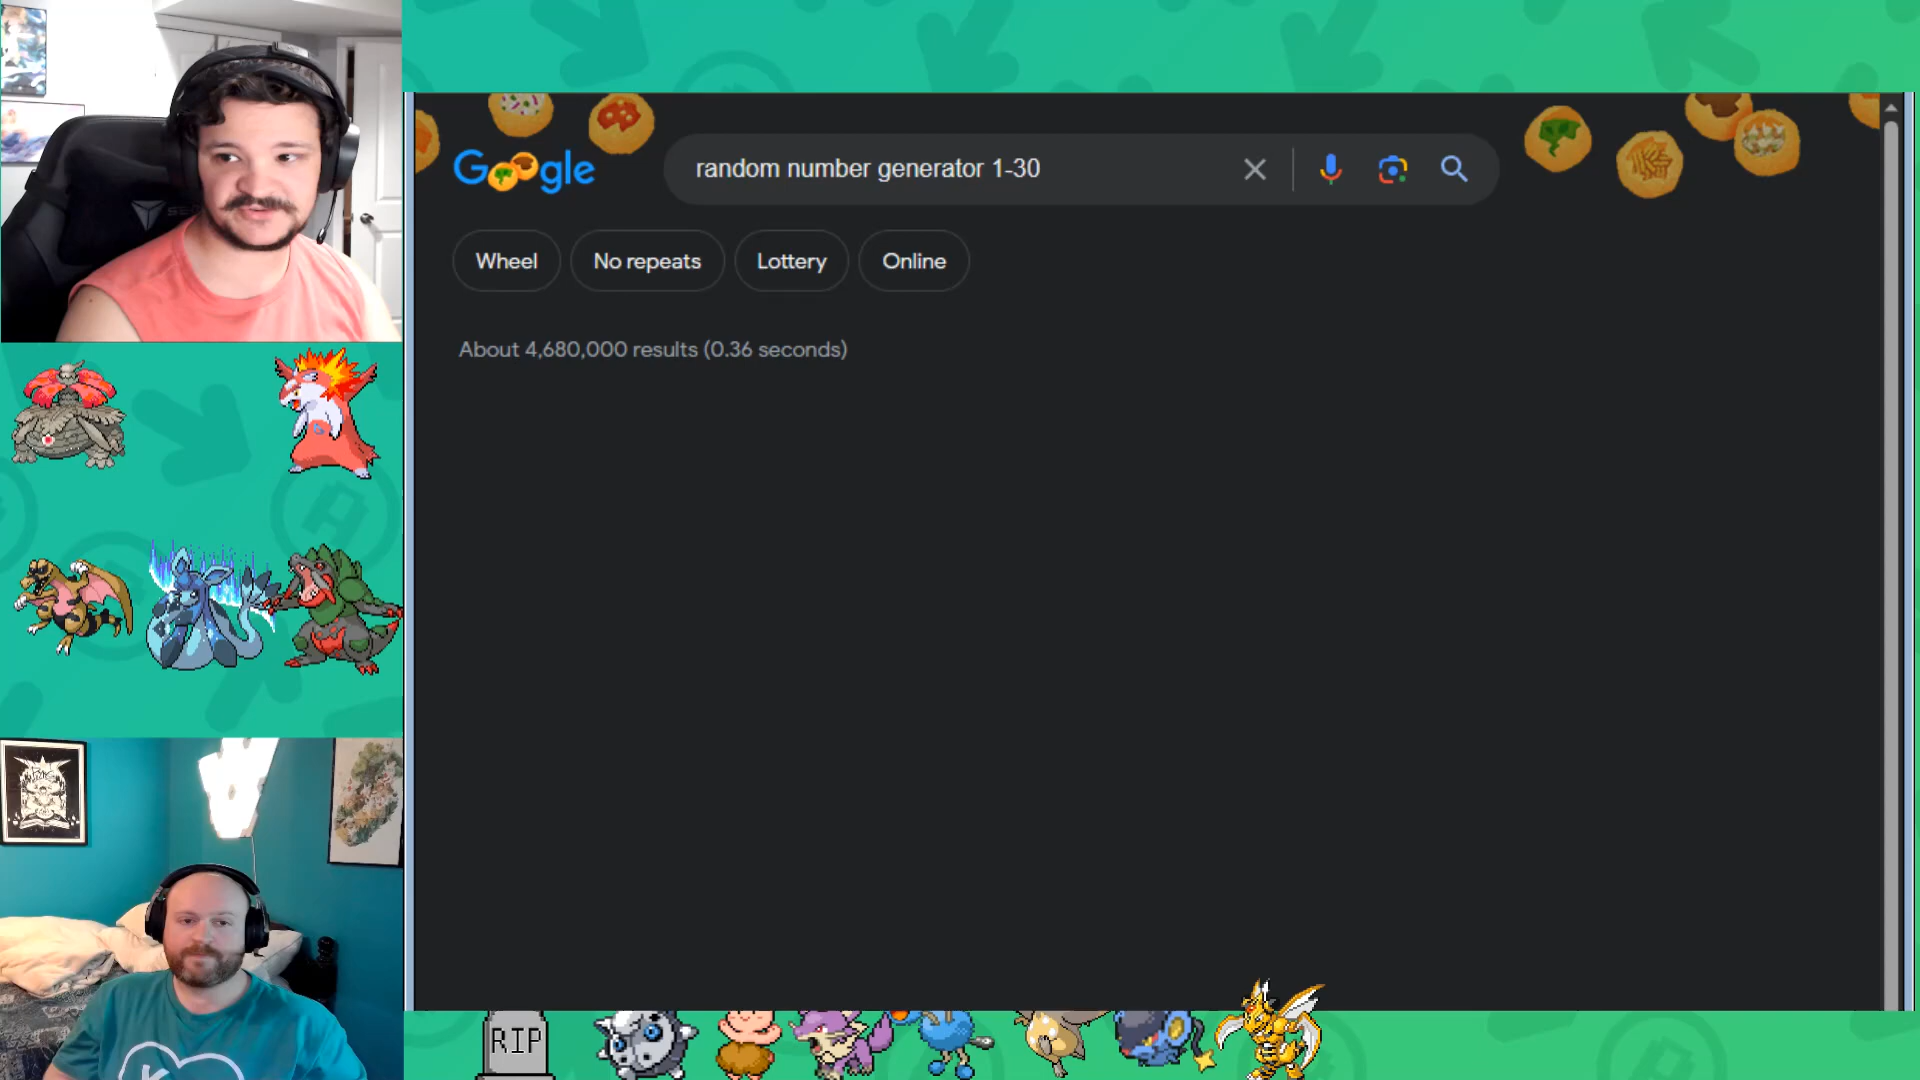 Google
random number generator 1-30
Wheel
No repeats
Lottery
Online
About 4,680,000 results (0.36 seconds)
RIP